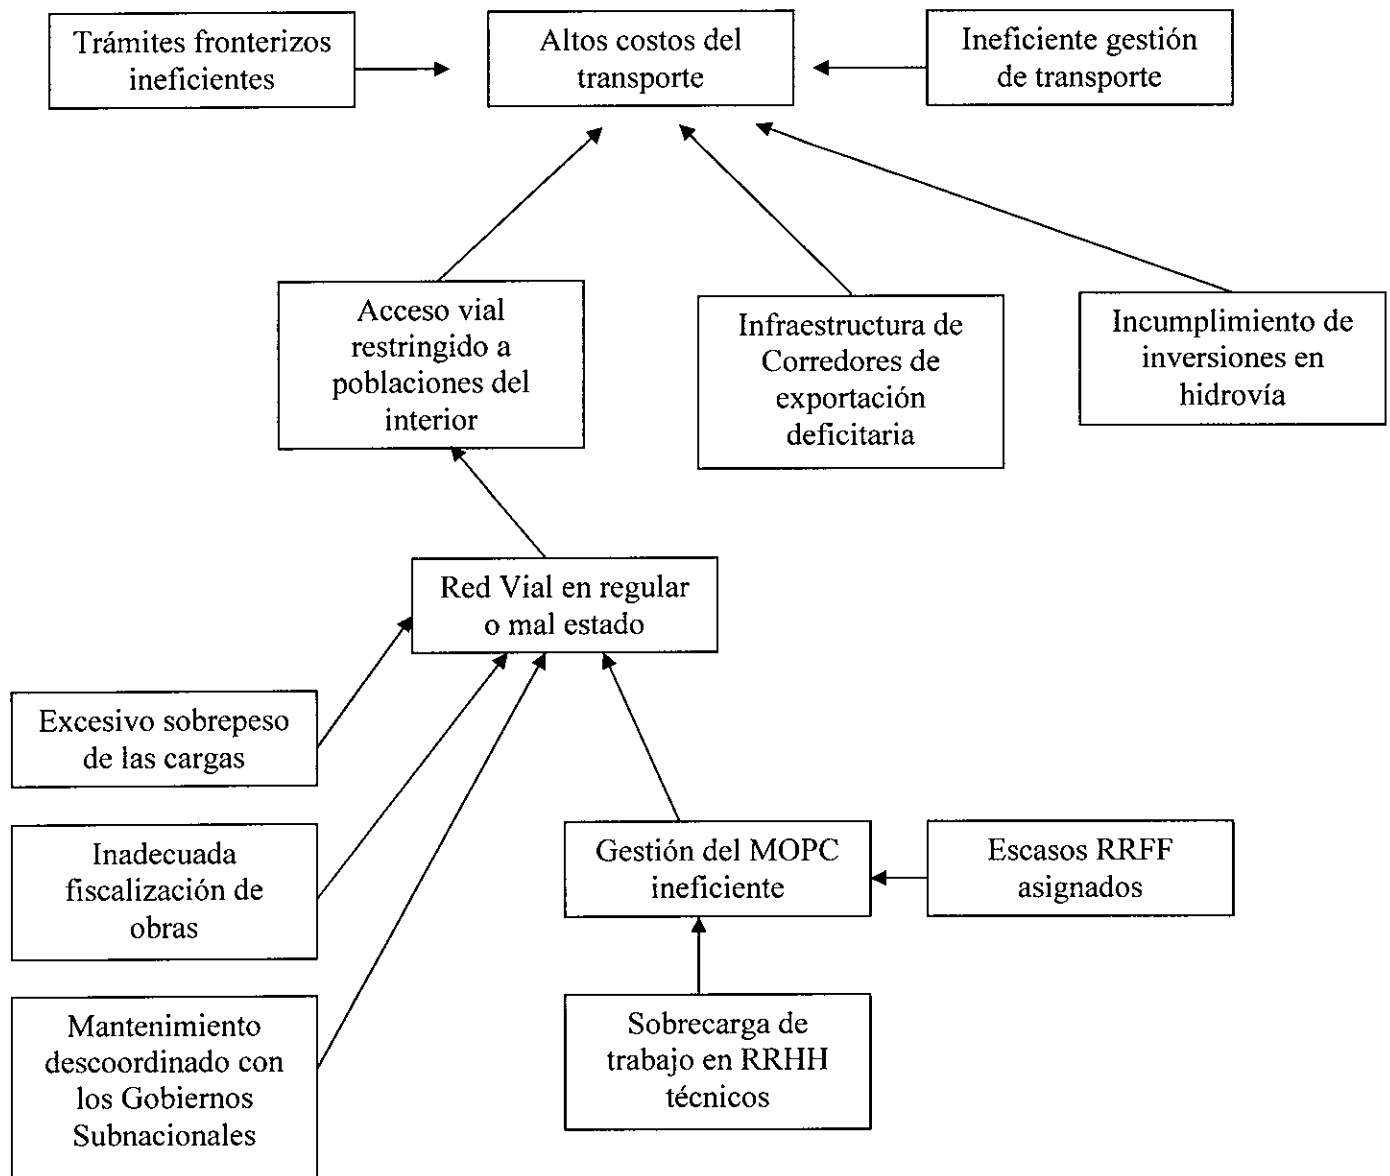 Trámites fronterizos
ineficientes
Altos costos del
transporte
Ineficiente gestión
de transporte
Acceso vial
restringido a
poblaciones del
interior
Infraestructura de
Corredores de
exportación
deficitaria
Incumplimiento de
inversiones en
hidrovía
Red Vial en regular
o mal estado
Excesivo sobrepeso
de las cargas
Inadecuada
fiscalización de
obras
Gestión del MOPC
ineficiente
Escasos RRFF
asignados
Mantenimiento
descoordinado con
los Gobiernos
Subnacionales
Sobrecarga de
trabajo en RRHH
técnicos